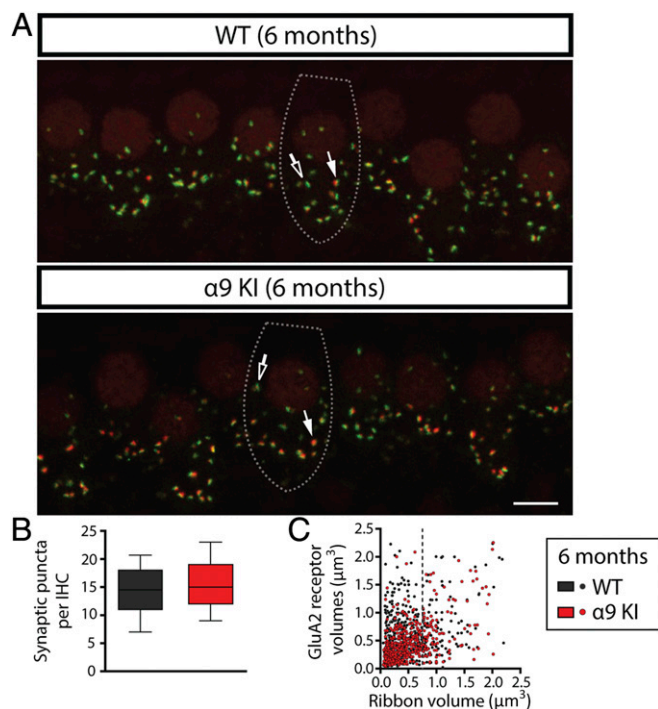 A
WT (6 months)
α9 KI (6 months)
B
Synaptic puncta
per IHC
25
20
15
10
5
0
C
GluA2 receptor
volumes (μm³)
2.5
2.0
1.5
1.0
0.5
0.0
0.0 0.5 1.0 1.5 2.0 2.5
Ribbon volume (μm³)
6 months
WT
α9 KI